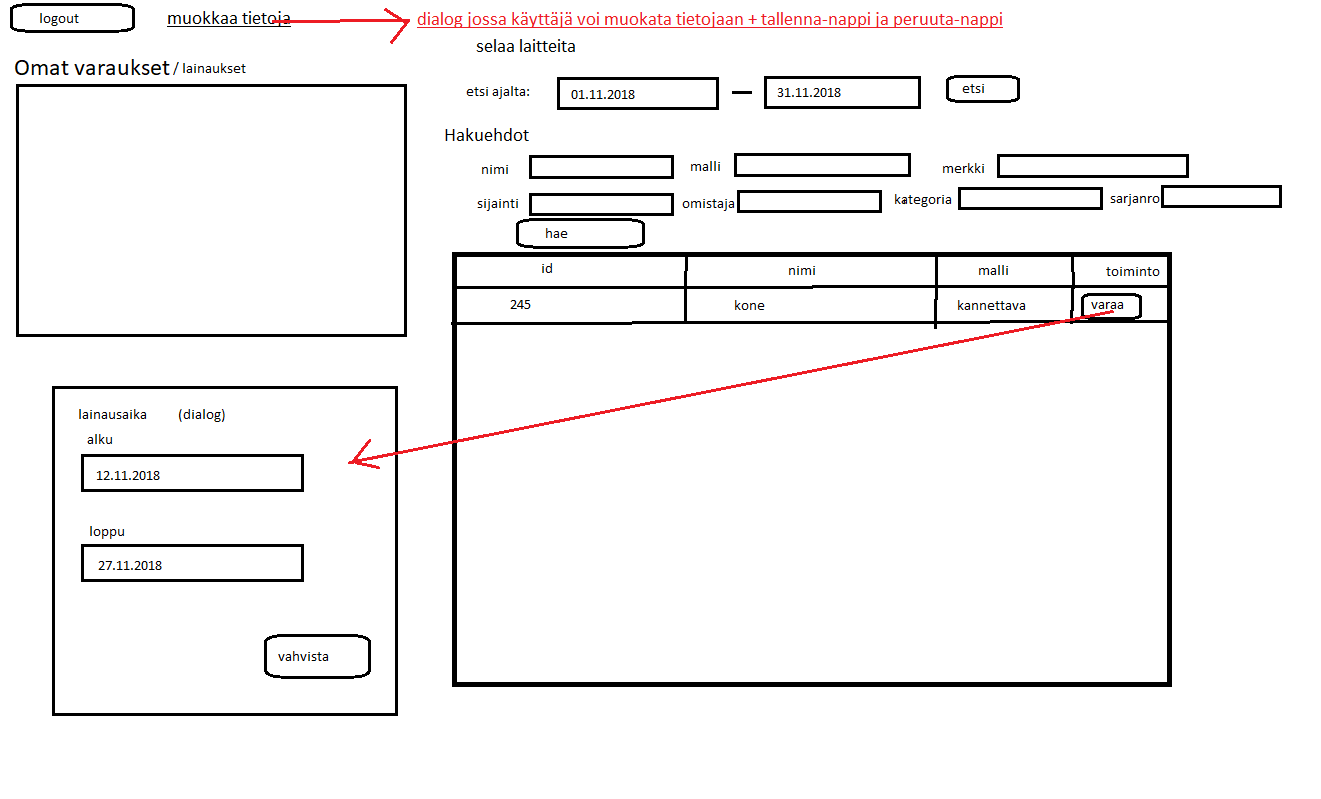 logout
muokkaa tietoja
dialog jossa käyttäjä voi muokata tietojaan + tallenna-nappi ja peruuta-nappi
selaa laitteita
Omat varaukset / lainaukset
etsi ajalta: 01.11.2018 — 31.11.2018 etsi
Hakuehdot
nimi malli merkki
sijainti omistaja kategoria sarjanro
hae
id nimi malli toiminto
245 kone kannettava varaa
lainausaika (dialog)
alku
12.11.2018
loppu
27.11.2018
vahvista